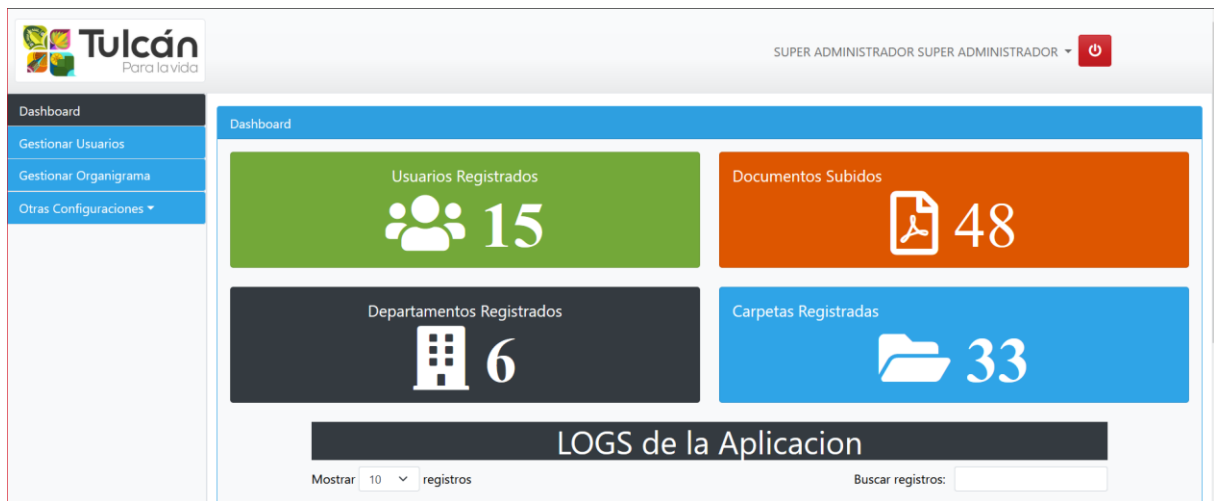 Tulcán
Para la vida
SUPER ADMINISTRADOR SUPER ADMINISTRADOR
Dashboard
Gestionar Usuarios
Gestionar Organigrama
Otras Configuraciones
Dashboard
Usuarios Registrados
15
Documentos Subidos
48
Departamentos Registrados
6
Carpetas Registradas
33
LOGS de la Aplicacion
Mostrar 10 registros
Buscar registros: